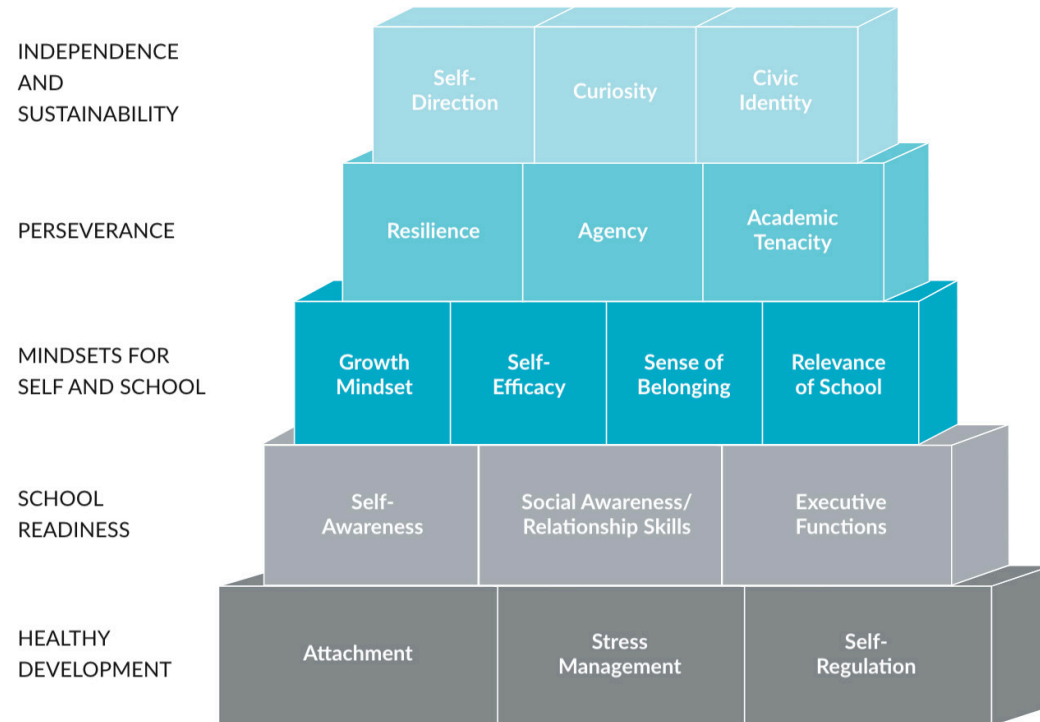 INDEPENDENCE
AND
SUSTAINABILITY
Self-
Direction
Curiosity
Civic
Identity
PERSEVERANCE
Resilience
Agency
Academic
Tenacity
MINDSETS FOR
SELF AND SCHOOL
Growth
Mindset
Self-
Efficacy
Sense of
Belonging
Relevance
of School
SCHOOL
READINESS
Self-
Awareness
Social Awareness/
Relationship Skills
Executive
Functions
HEALTHY
DEVELOPMENT
Attachment
Stress
Management
Self-
Regulation